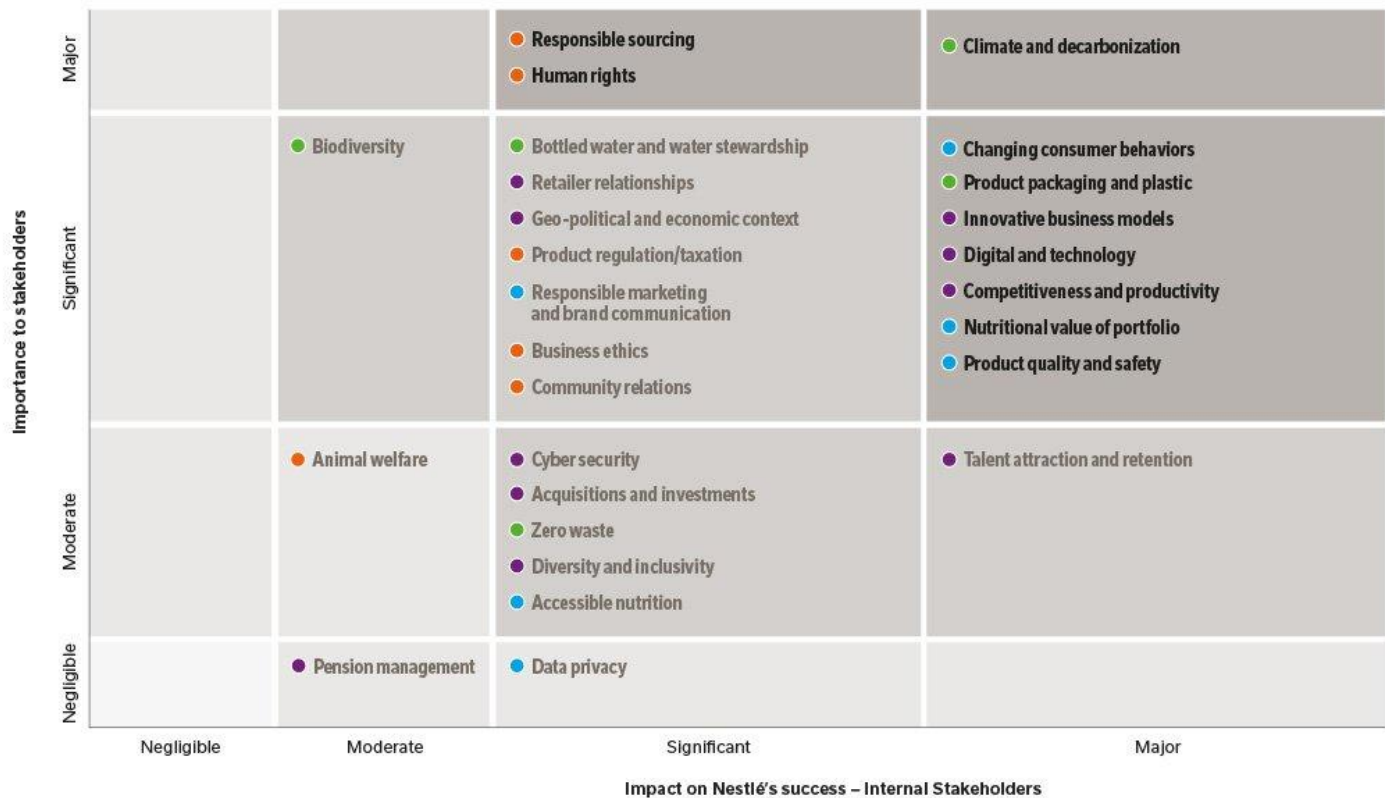 Importance to stakeholders
Major
Responsible sourcing
Human rights
Climate and decarbonization
Significant
Biodiversity
Bottled water and water stewardship
Retailer relationships
Geo-political and economic context
Product regulation/taxation
Responsible marketing
and brand communication
Business ethics
Community relations
Changing consumer behaviors
Product packaging and plastic
Innovative business models
Digital and technology
Competitiveness and productivity
Nutritional value of portfolio
Product quality and safety
Moderate
Animal welfare
Cyber security
Acquisitions and investments
Zero waste
Diversity and inclusivity
Accessible nutrition
Talent attraction and retention
Negligible
Pension management
Data privacy
Negligible
Moderate
Significant
Major
Impact on Nestlé's success – Internal Stakeholders